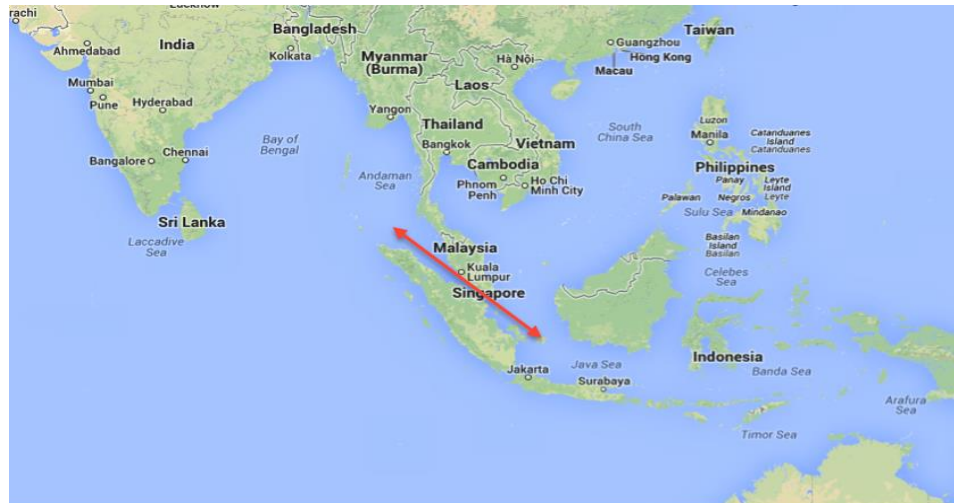 rachi
Lucknow
Bangladesh
Taiwan
India
Ahmedabad
Kolkata
Myanmar
(Burma)
Hà Nội
Guangzhou
Hong Kong
Macau
Laos
Mumbai
Pune
Hyderabad
Yangon
Thailand
Bangkok
Vietnam
Bay of
Bengal
South
China Sea
Luzon
Manila
Catanduanes
Island
Catanduanes
Bangalore
Chennai
Andaman
Sea
Cambodia
Phnom
Penh
Ho Chi
Minh City
Philippines
Panay
Leyte
Island
Leyte
Palawan
Negros
Sulu Sea
Mindanao
Sri Lanka
Laccadive
Sea
Basilan
Island
Basilan
Malaysia
Kuala
Lumpur
Celebes
Sea
Singapore
Indonesia
Jakarta
Java Sea
Banda Sea
Surabaya
Arafura
Sea
Timor Sea